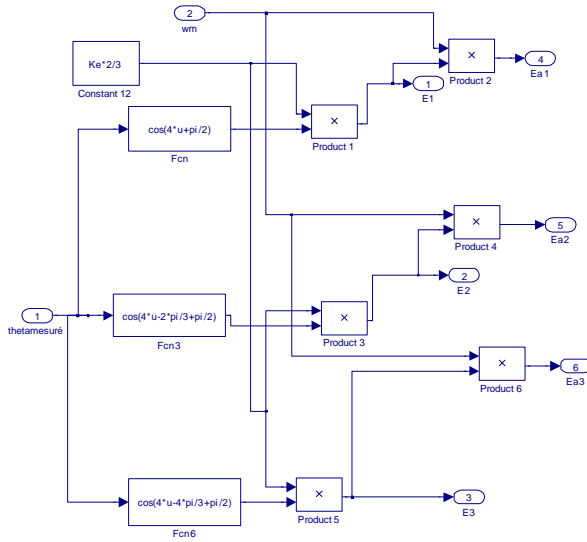 2
wm
4
Ea 1
Product 2
Ke*2/3
Constant 12
1
E1
cos(4*u+pi/2)
Fcn
Product 1
5
Ea2
Product 4
2
E2
1
thetamesuré
cos(4*u-2*pi/3+pi/2)
Fcn3
Product 3
6
Ea3
Product 6
cos(4*u-4*pi/3+pi/2)
Fcn6
Product 5
3
E3